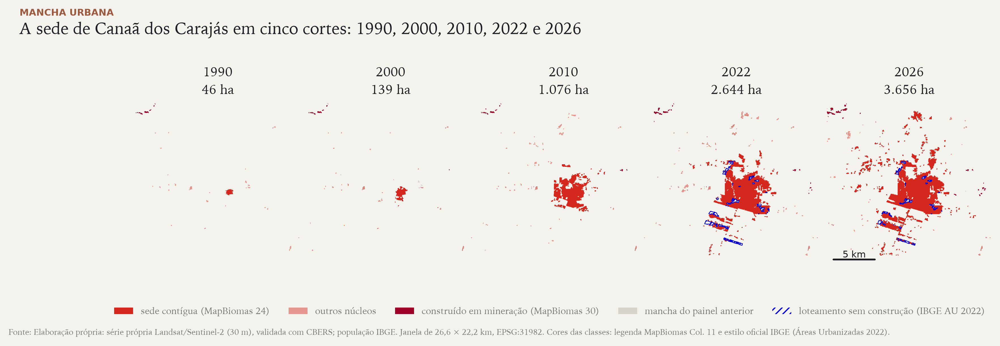 MANCHA URBANA
A sede de Canaã dos Carajás em cinco cortes: 1990, 2000, 2010, 2022 e 2026
1990
46 ha
2000
139 ha
2010
1.076 ha
2022
2.644 ha
2026
3.656 ha
5 km
sede contígua (MapBiomas 24)
outros núcleos
construído em mineração (MapBiomas 30)
mancha do painel anterior
loteamento sem construção (IBGE AU 2022)
Fonte: Elaboração própria: série própria Landsat/Sentinel-2 (30 m), validada com CBERS; população IBGE. Janela de 26,6 × 22,2 km, EPSG:31982. Cores das classes: legenda MapBiomas Col. 11 e estilo oficial IBGE (Áreas Urbanizadas 2022).